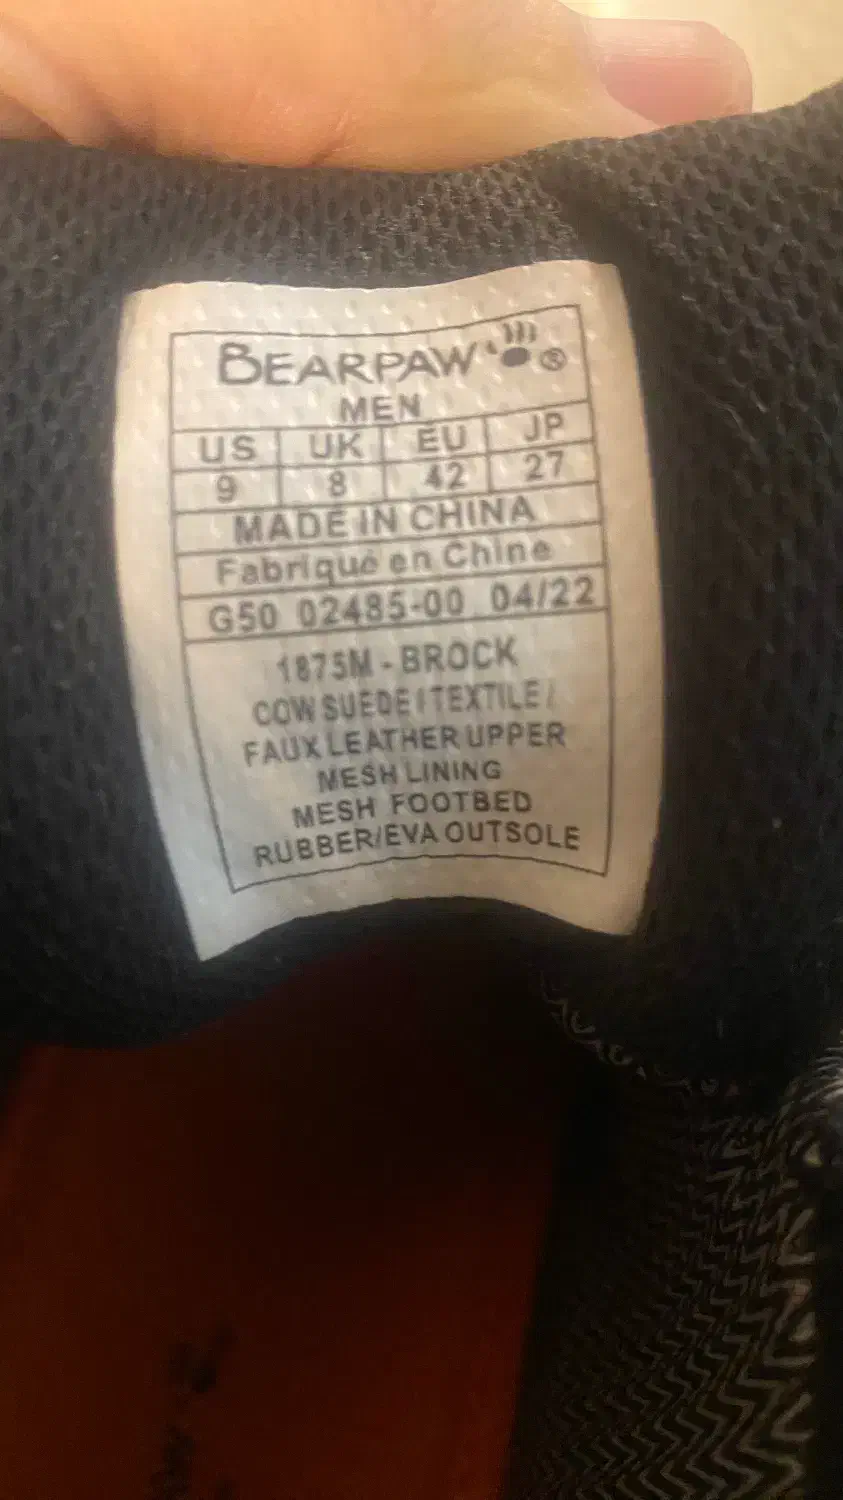 BEARPAW ®
MEN
US UK EU JP
9 8 42 27
MADE IN CHINA
Fabriqué en Chine
G50 02485-00 04/22
1875M - BROCK
COW SUEDE / TEXTILE /
FAUX LEATHER UPPER
MESH LINING
MESH FOOTBED
RUBBER/EVA OUTSOLE